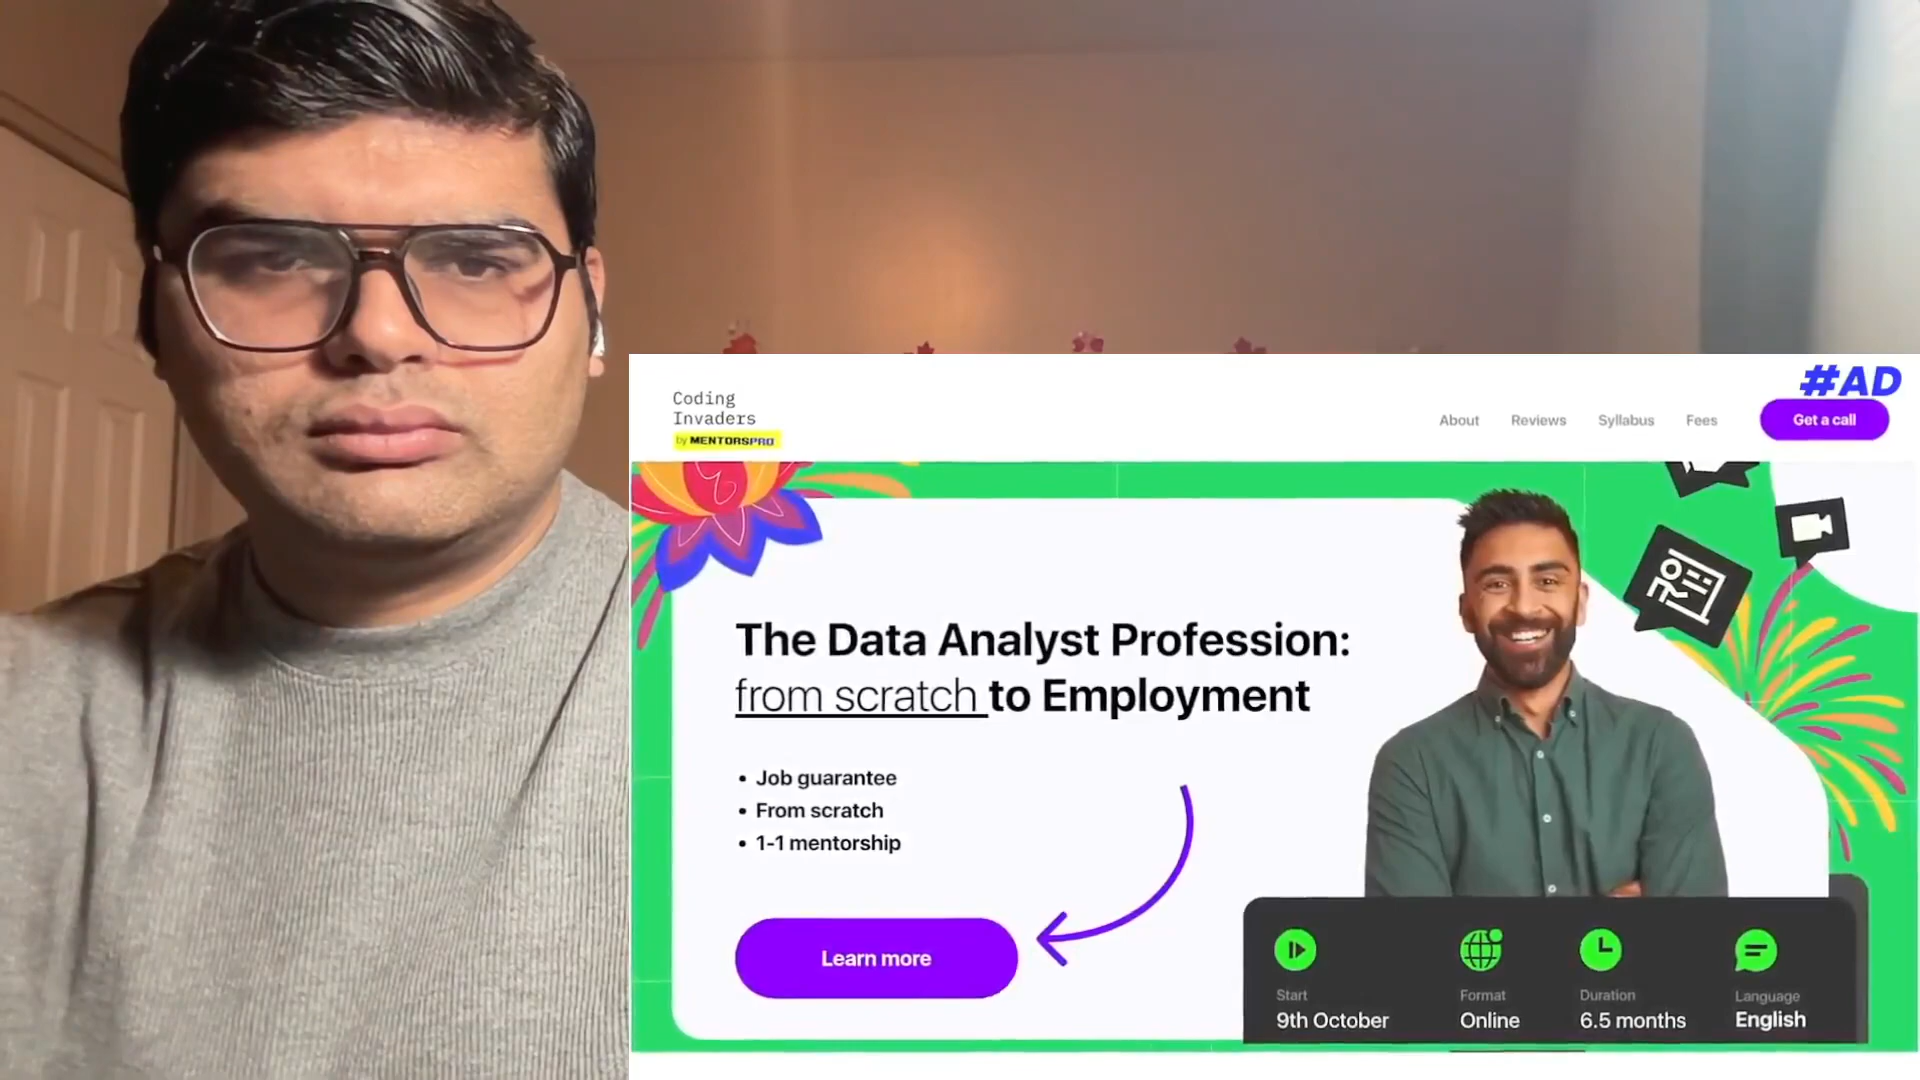 #AD
Coding
Invaders
by MENTORSPRO
About Reviews Syllabus Fees Get a call
The Data Analyst Profession:
from scratch to Employment
• Job guarantee
• From scratch
• 1-1 mentorship
Learn more
Start Format Duration Language
9th October Online 6.5 months English